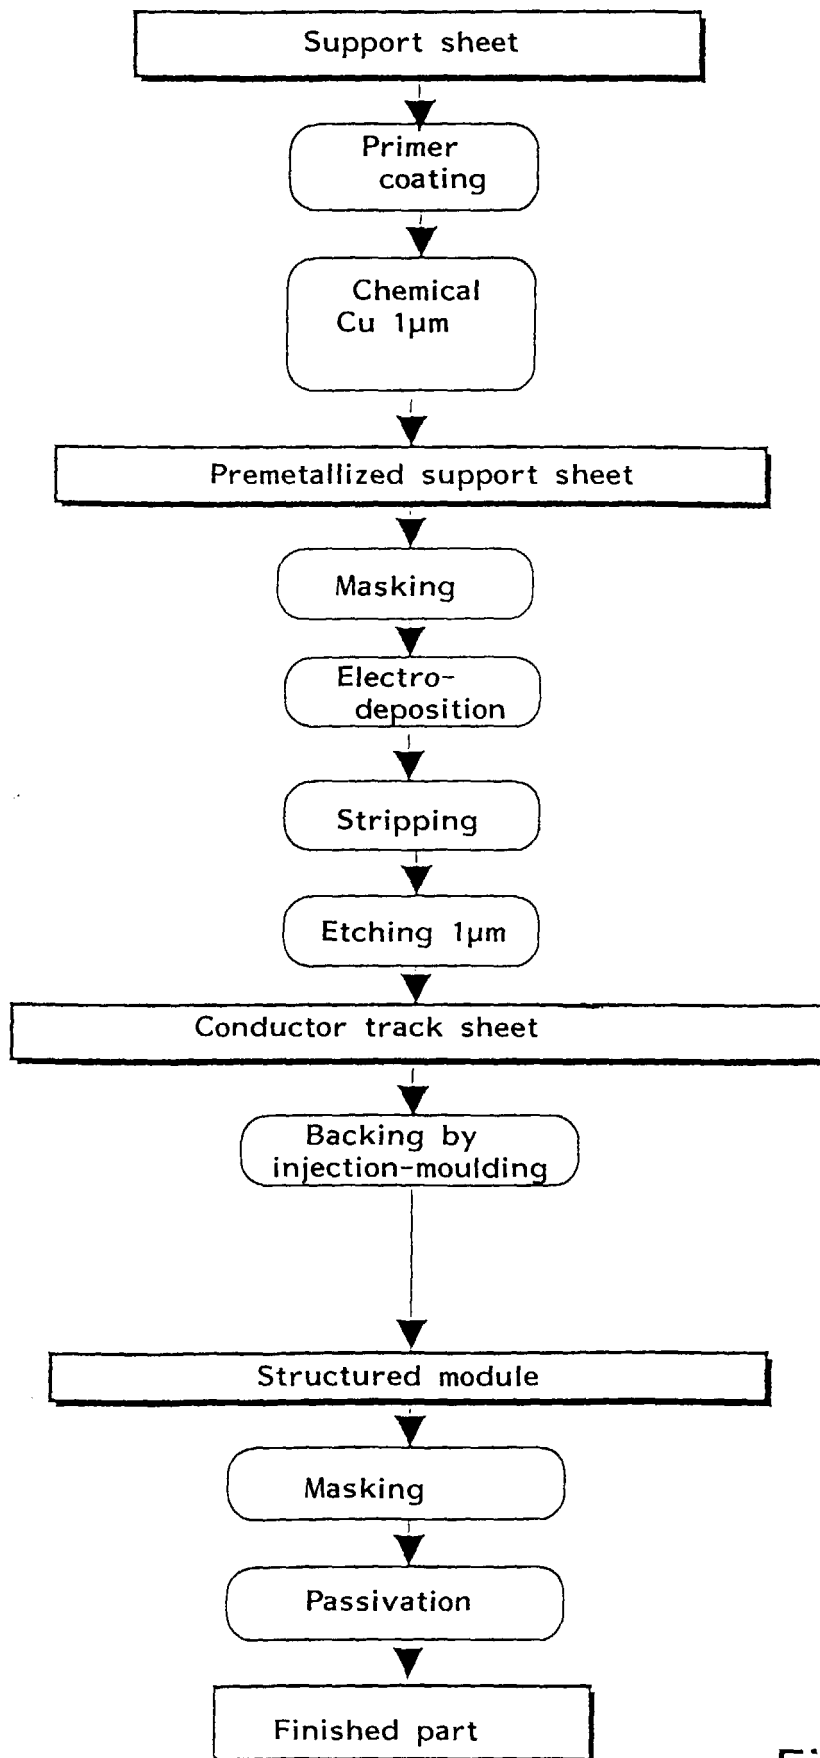 Support sheet
Primer
coating
Chemical
Cu 1µm
Premetallized support sheet
Masking
Electro-
deposition
Stripping
Etching 1µm
Conductor track sheet
Backing by
injection-moulding
Structured module
Masking
Passivation
Finished part